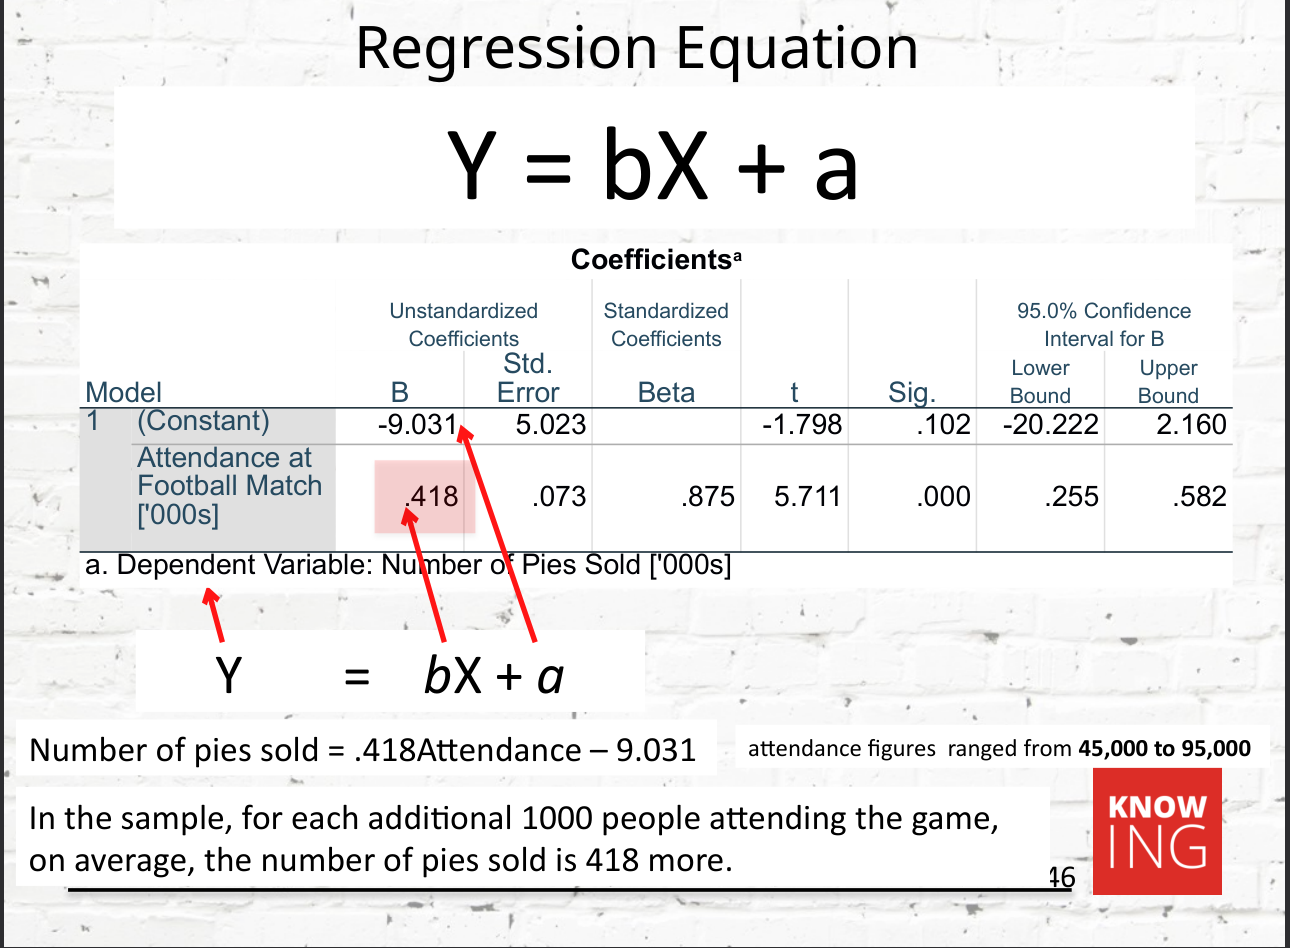 Regression Equation
Y = bX + a
Coefficientsᵃ
Unstandardized Coefficients
Standardized Coefficients
95.0% Confidence Interval for B
Model
B
Std. Error
Beta
t
Sig.
Lower Bound
Upper Bound
1 (Constant) -9.031 5.023 -1.798 .102 -20.222 2.160
Attendance at Football Match ['000s] .418 .073 .875 5.711 .000 .255 .582
a. Dependent Variable: Number of Pies Sold ['000s]
Y = bX + a
Number of pies sold = .418Attendance – 9.031
attendance figures ranged from 45,000 to 95,000
In the sample, for each additional 1000 people attending the game,
on average, the number of pies sold is 418 more.
46
KNOW
ING